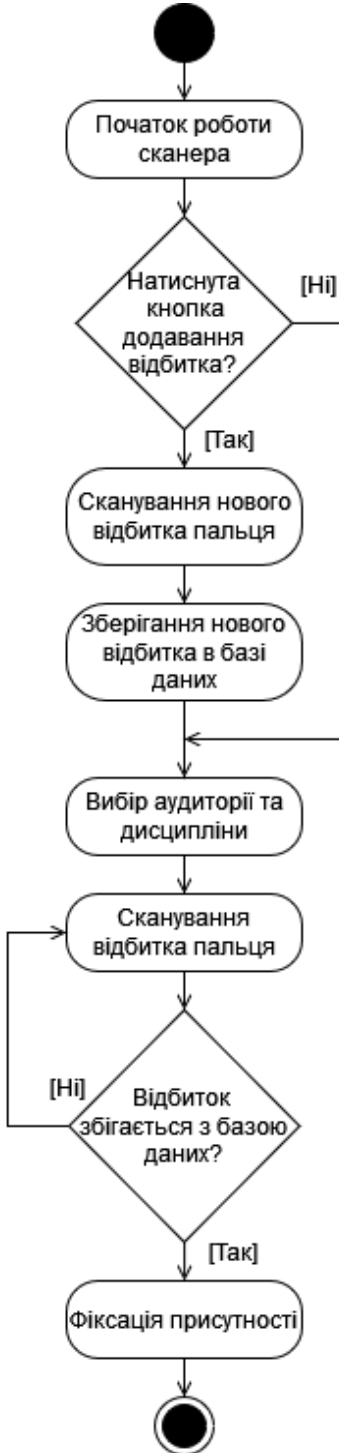 Початок роботи
сканера
Натиснута
кнопка
додавання
відбитка?
[Ні]
[Так]
Сканування нового
відбитка пальця
Зберігання нового
відбитка в базі
даних
Вибір аудиторії та
дисципліни
Сканування
відбитка пальця
[Ні]
Відбиток
збігається з базою
даних?
[Так]
Фіксація присутності